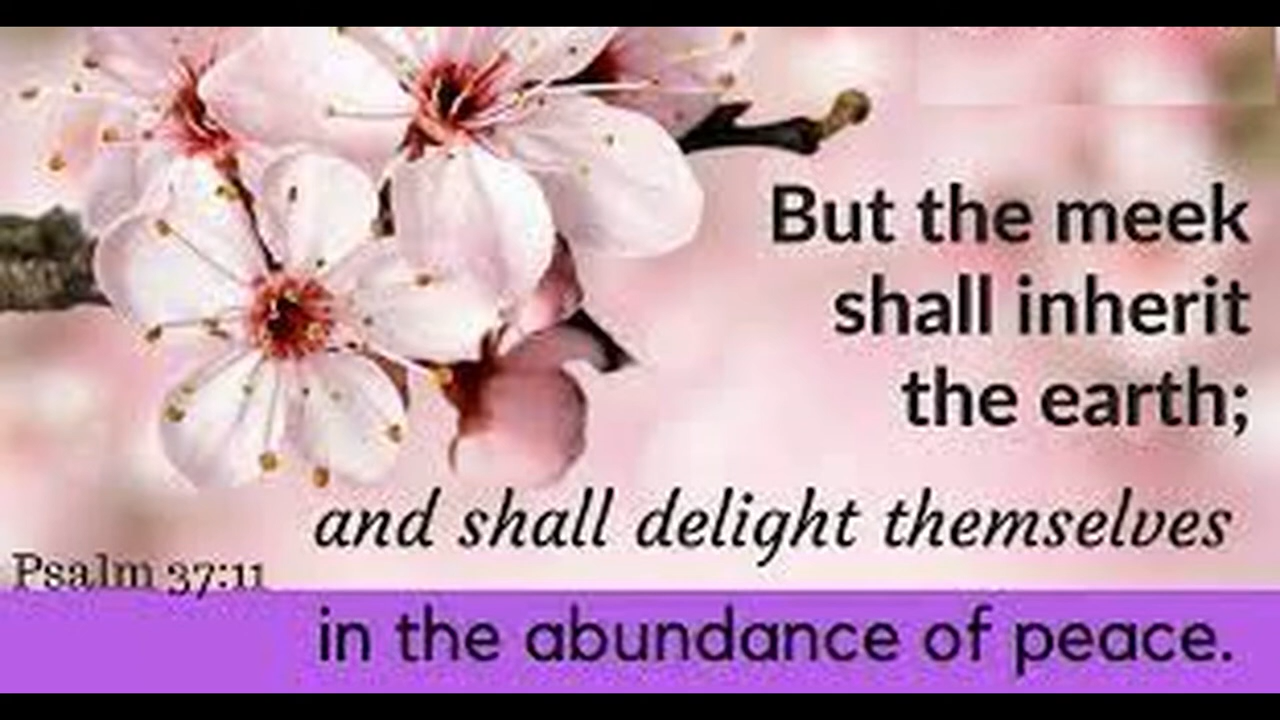 But the meek
shall inherit
the earth;
and shall delight themselves
Psalm 37:11
in the abundance of peace.